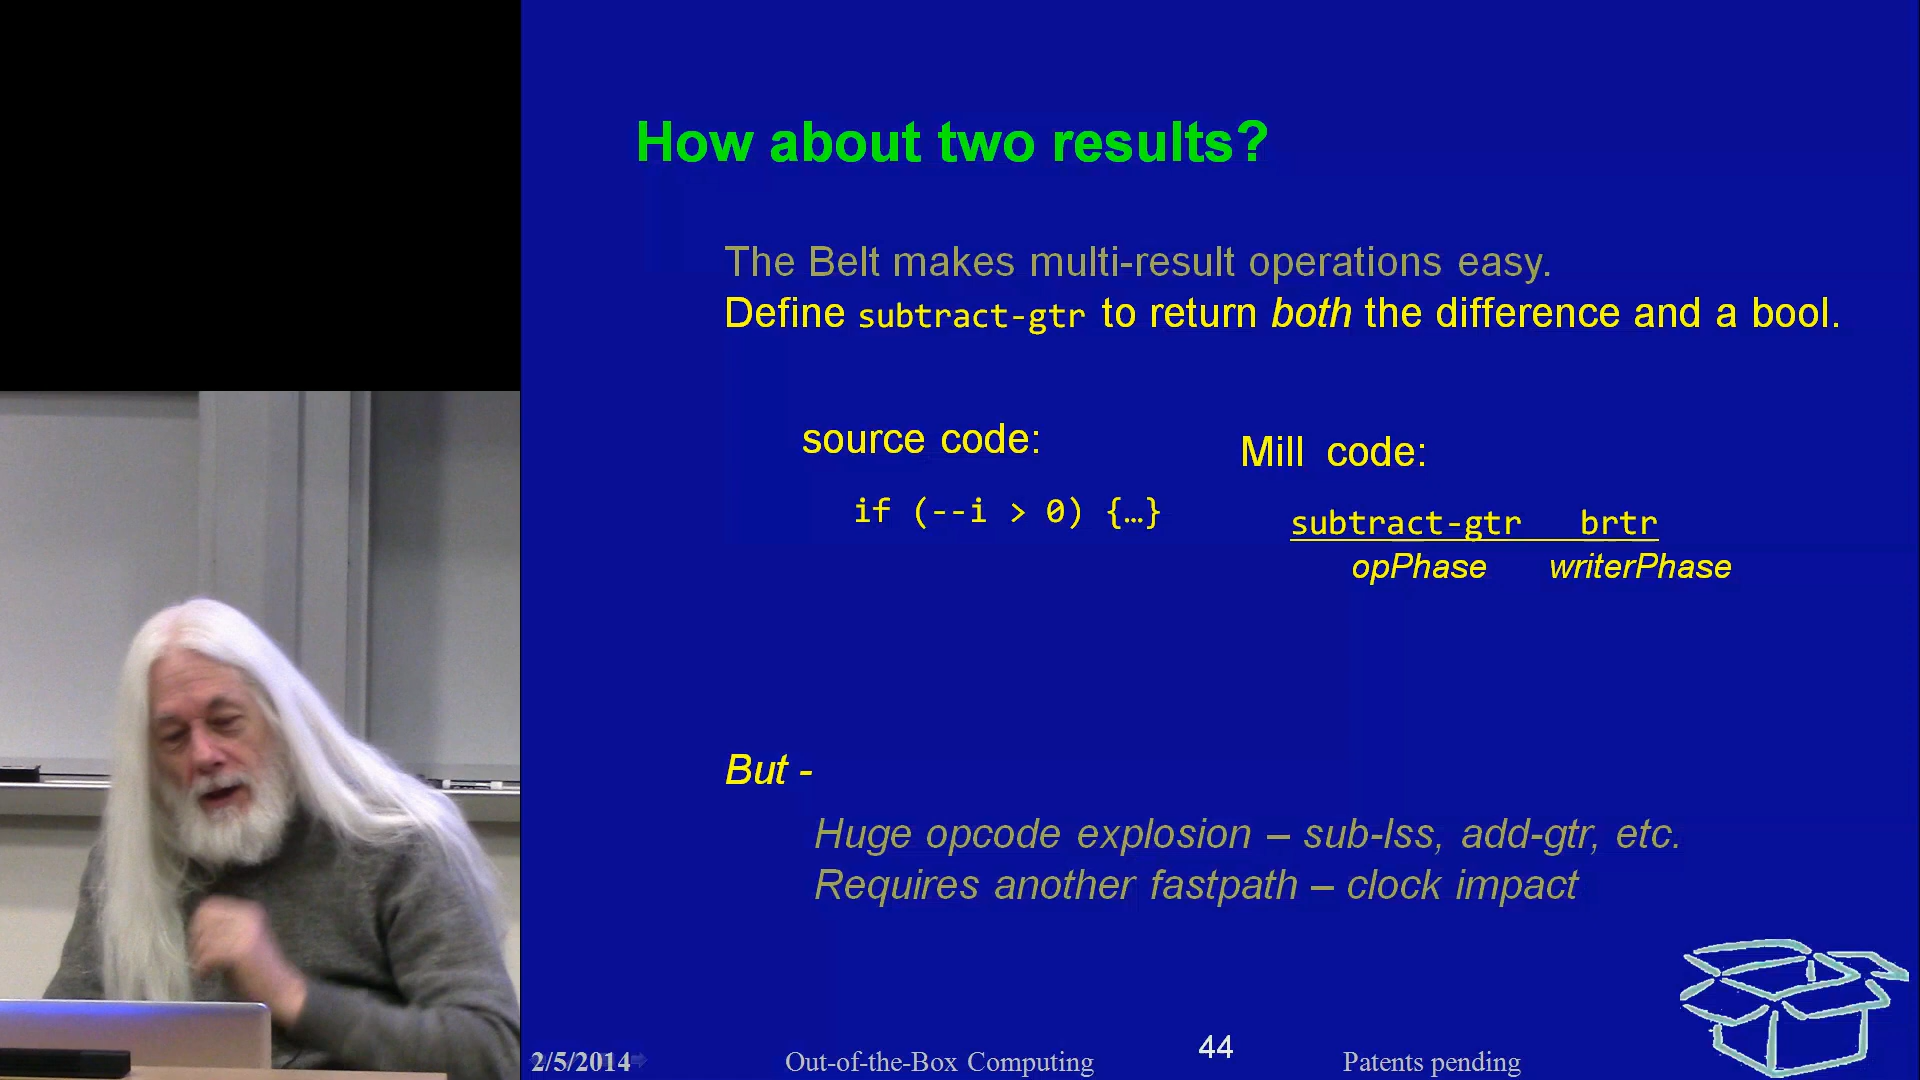 How about two results?
The Belt makes multi-result operations easy.
Define subtract-gtr to return both the difference and a bool.
source code:
if (--i > 0) {…}
Mill code:
subtract-gtr brtr
opPhase writerPhase
But -
Huge opcode explosion – sub-lss, add-gtr, etc.
Requires another fastpath – clock impact
2/5/2014 Out-of-the-Box Computing 44 Patents pending